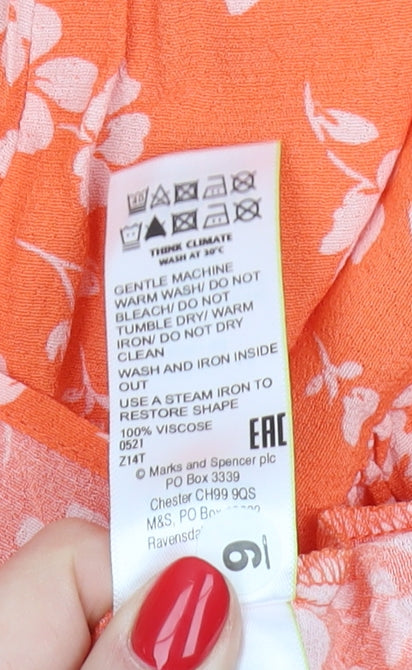 40
THINK CLIMATE
WASH AT 30°C
GENTLE MACHINE
WARM WASH/ DO NOT
BLEACH/ DO NOT
TUMBLE DRY/ WARM
IRON/ DO NOT DRY
CLEAN
WASH AND IRON INSIDE
OUT
USE A STEAM IRON TO
RESTORE SHAPE
100% VISCOSE
0521
Z14T
EAC
© Marks and Spencer plc
PO Box 3339
Chester CH99 9QS
M&S, PO Box
6